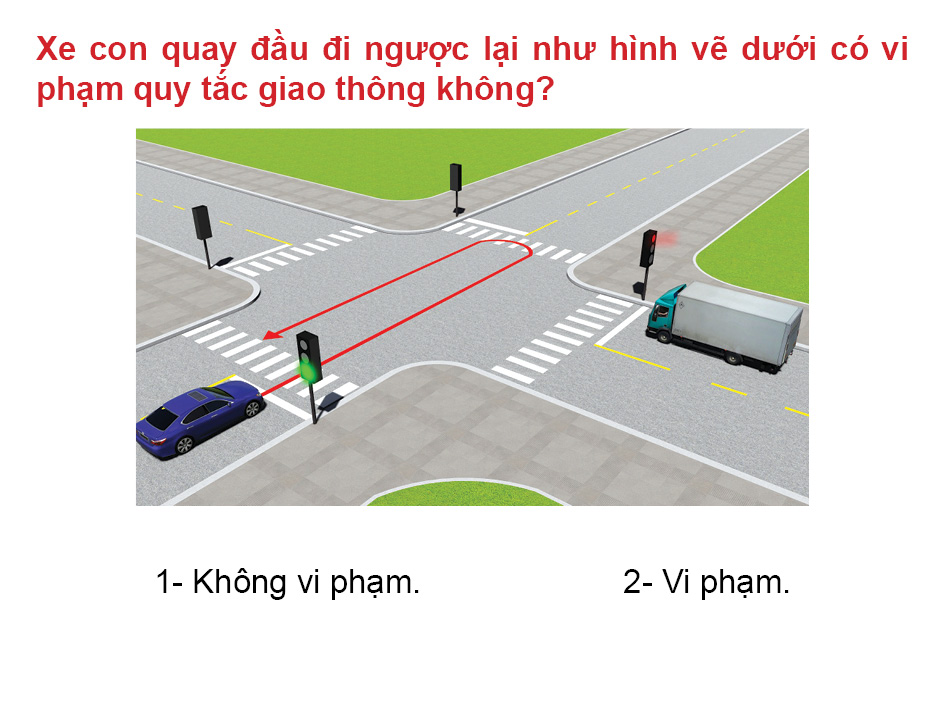 Xe con quay đầu đi ngược lại như hình vẽ dưới có vi
phạm quy tắc giao thông không?
1- Không vi phạm.
2- Vi phạm.